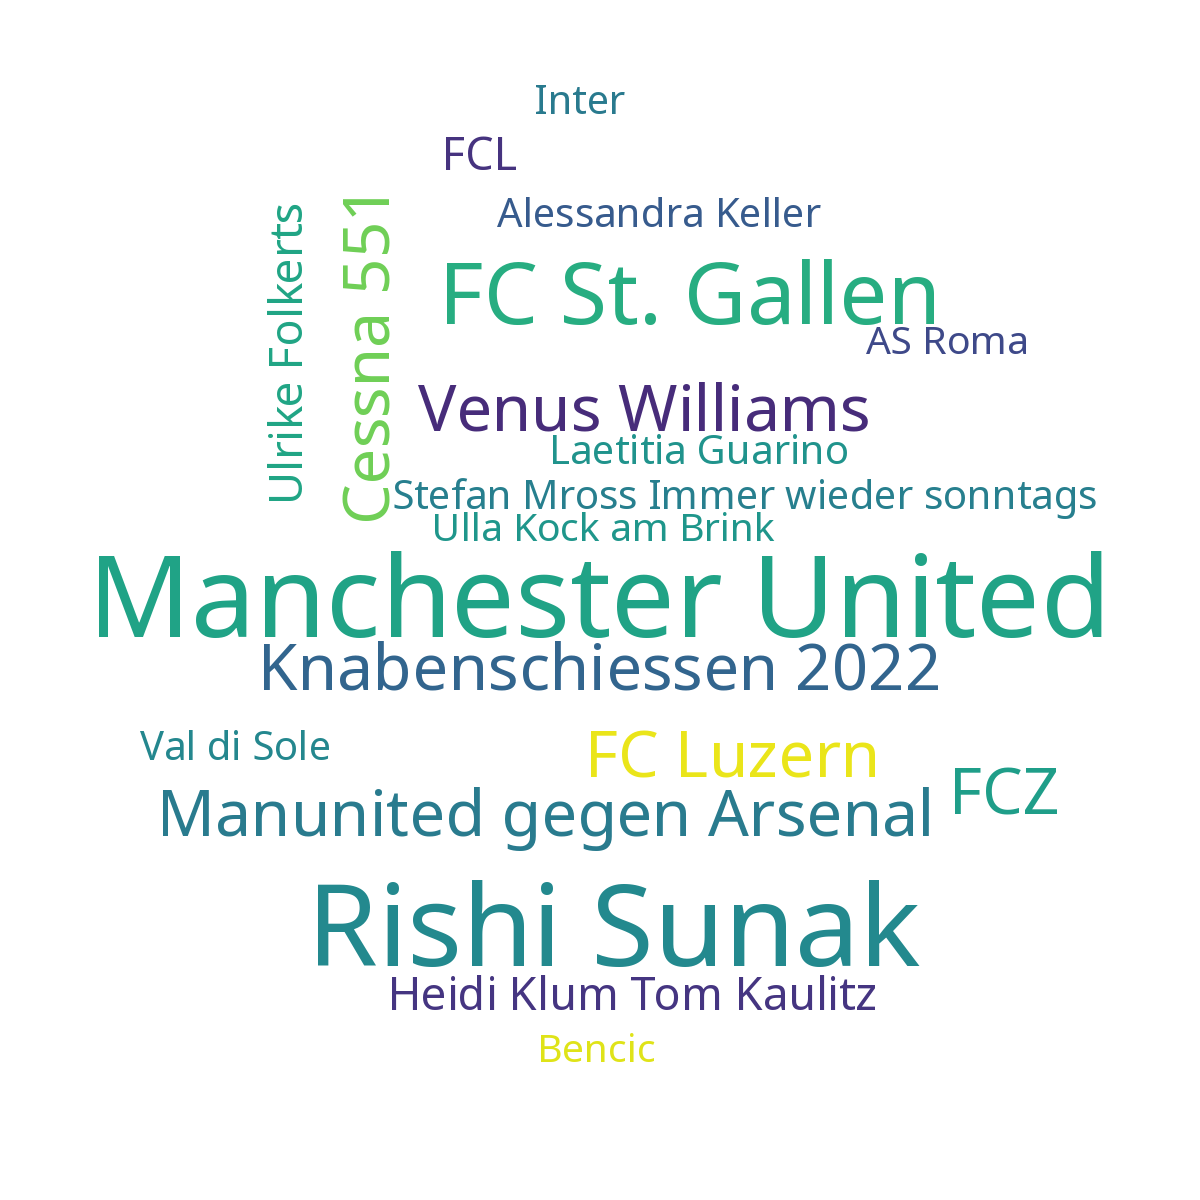 Inter
FCL
Alessandra Keller
Ulrike Folkerts
Cessna 551
FC St. Gallen
AS Roma
Venus Williams
Laetitia Guarino
Stefan Mross Immer wieder sonntags
Ulla Kock am Brink
Manchester United
Knabenschiessen 2022
Val di Sole
FC Luzern
FCZ
Manunited gegen Arsenal
Rishi Sunak
Heidi Klum Tom Kaulitz
Bencic